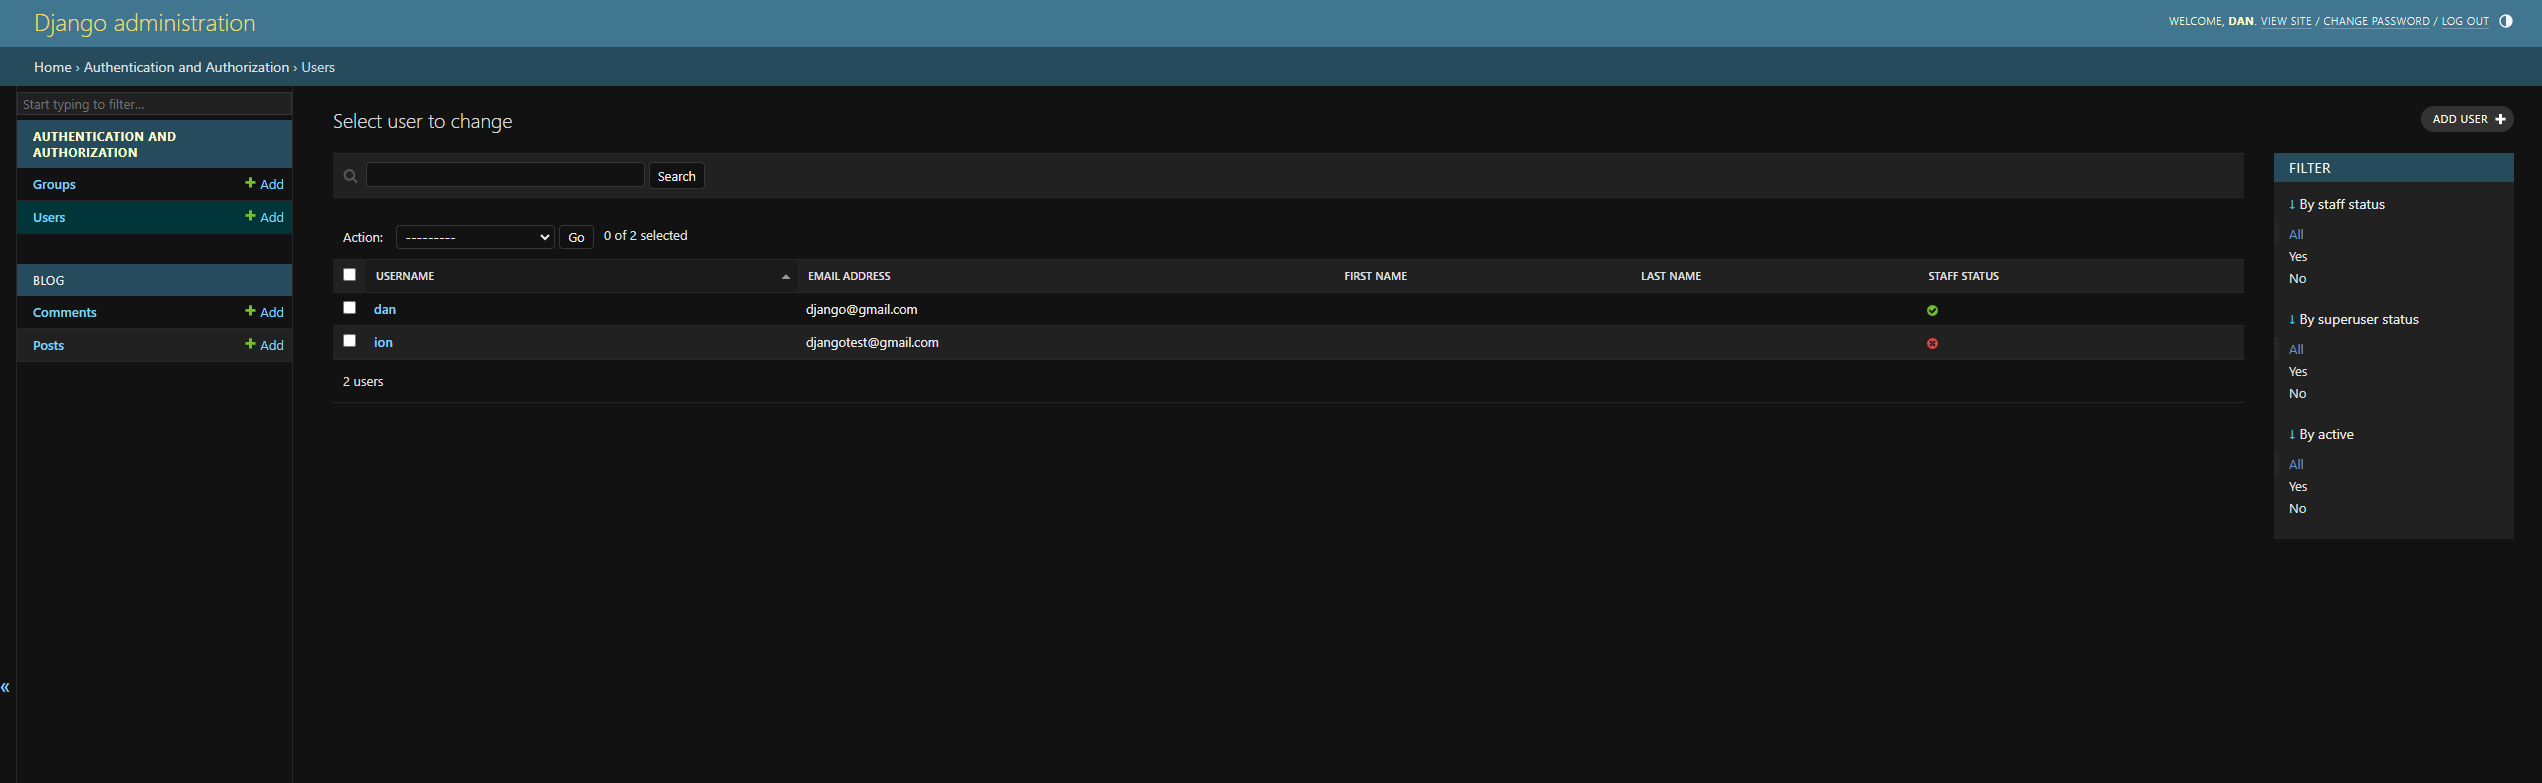 Django administration
WELCOME, DAN. VIEW SITE / CHANGE PASSWORD / LOG OUT
Home › Authentication and Authorization › Users
Start typing to filter...
AUTHENTICATION AND
AUTHORIZATION
Groups + Add
Users + Add
BLOG
Comments + Add
Posts + Add
«
Select user to change
ADD USER +
Search
Action: --------- Go 0 of 2 selected
USERNAME EMAIL ADDRESS FIRST NAME LAST NAME STAFF STATUS
dan django@gmail.com
ion djangotest@gmail.com
2 users
FILTER
↓ By staff status
All
Yes
No
↓ By superuser status
All
Yes
No
↓ By active
All
Yes
No